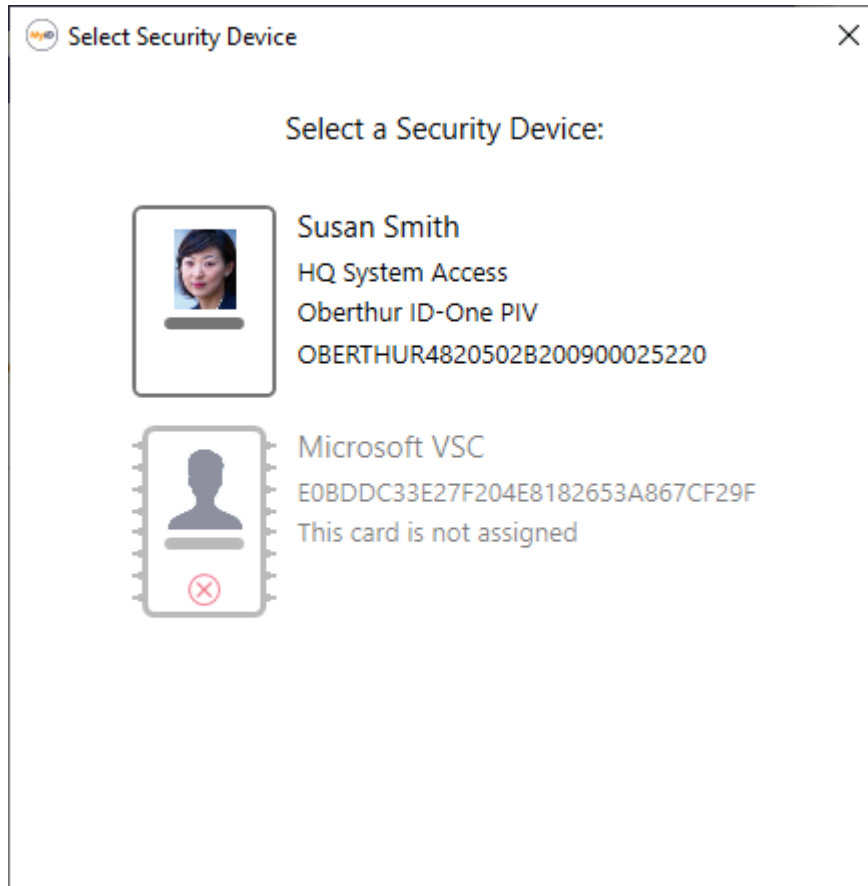 MyID Select Security Device
Select a Security Device:
Susan Smith
HQ System Access
Oberthur ID-One PIV
OBERTHUR4820502B200900025220
Microsoft VSC
E0BDDC33E27F204E8182653A867CF29F
This card is not assigned